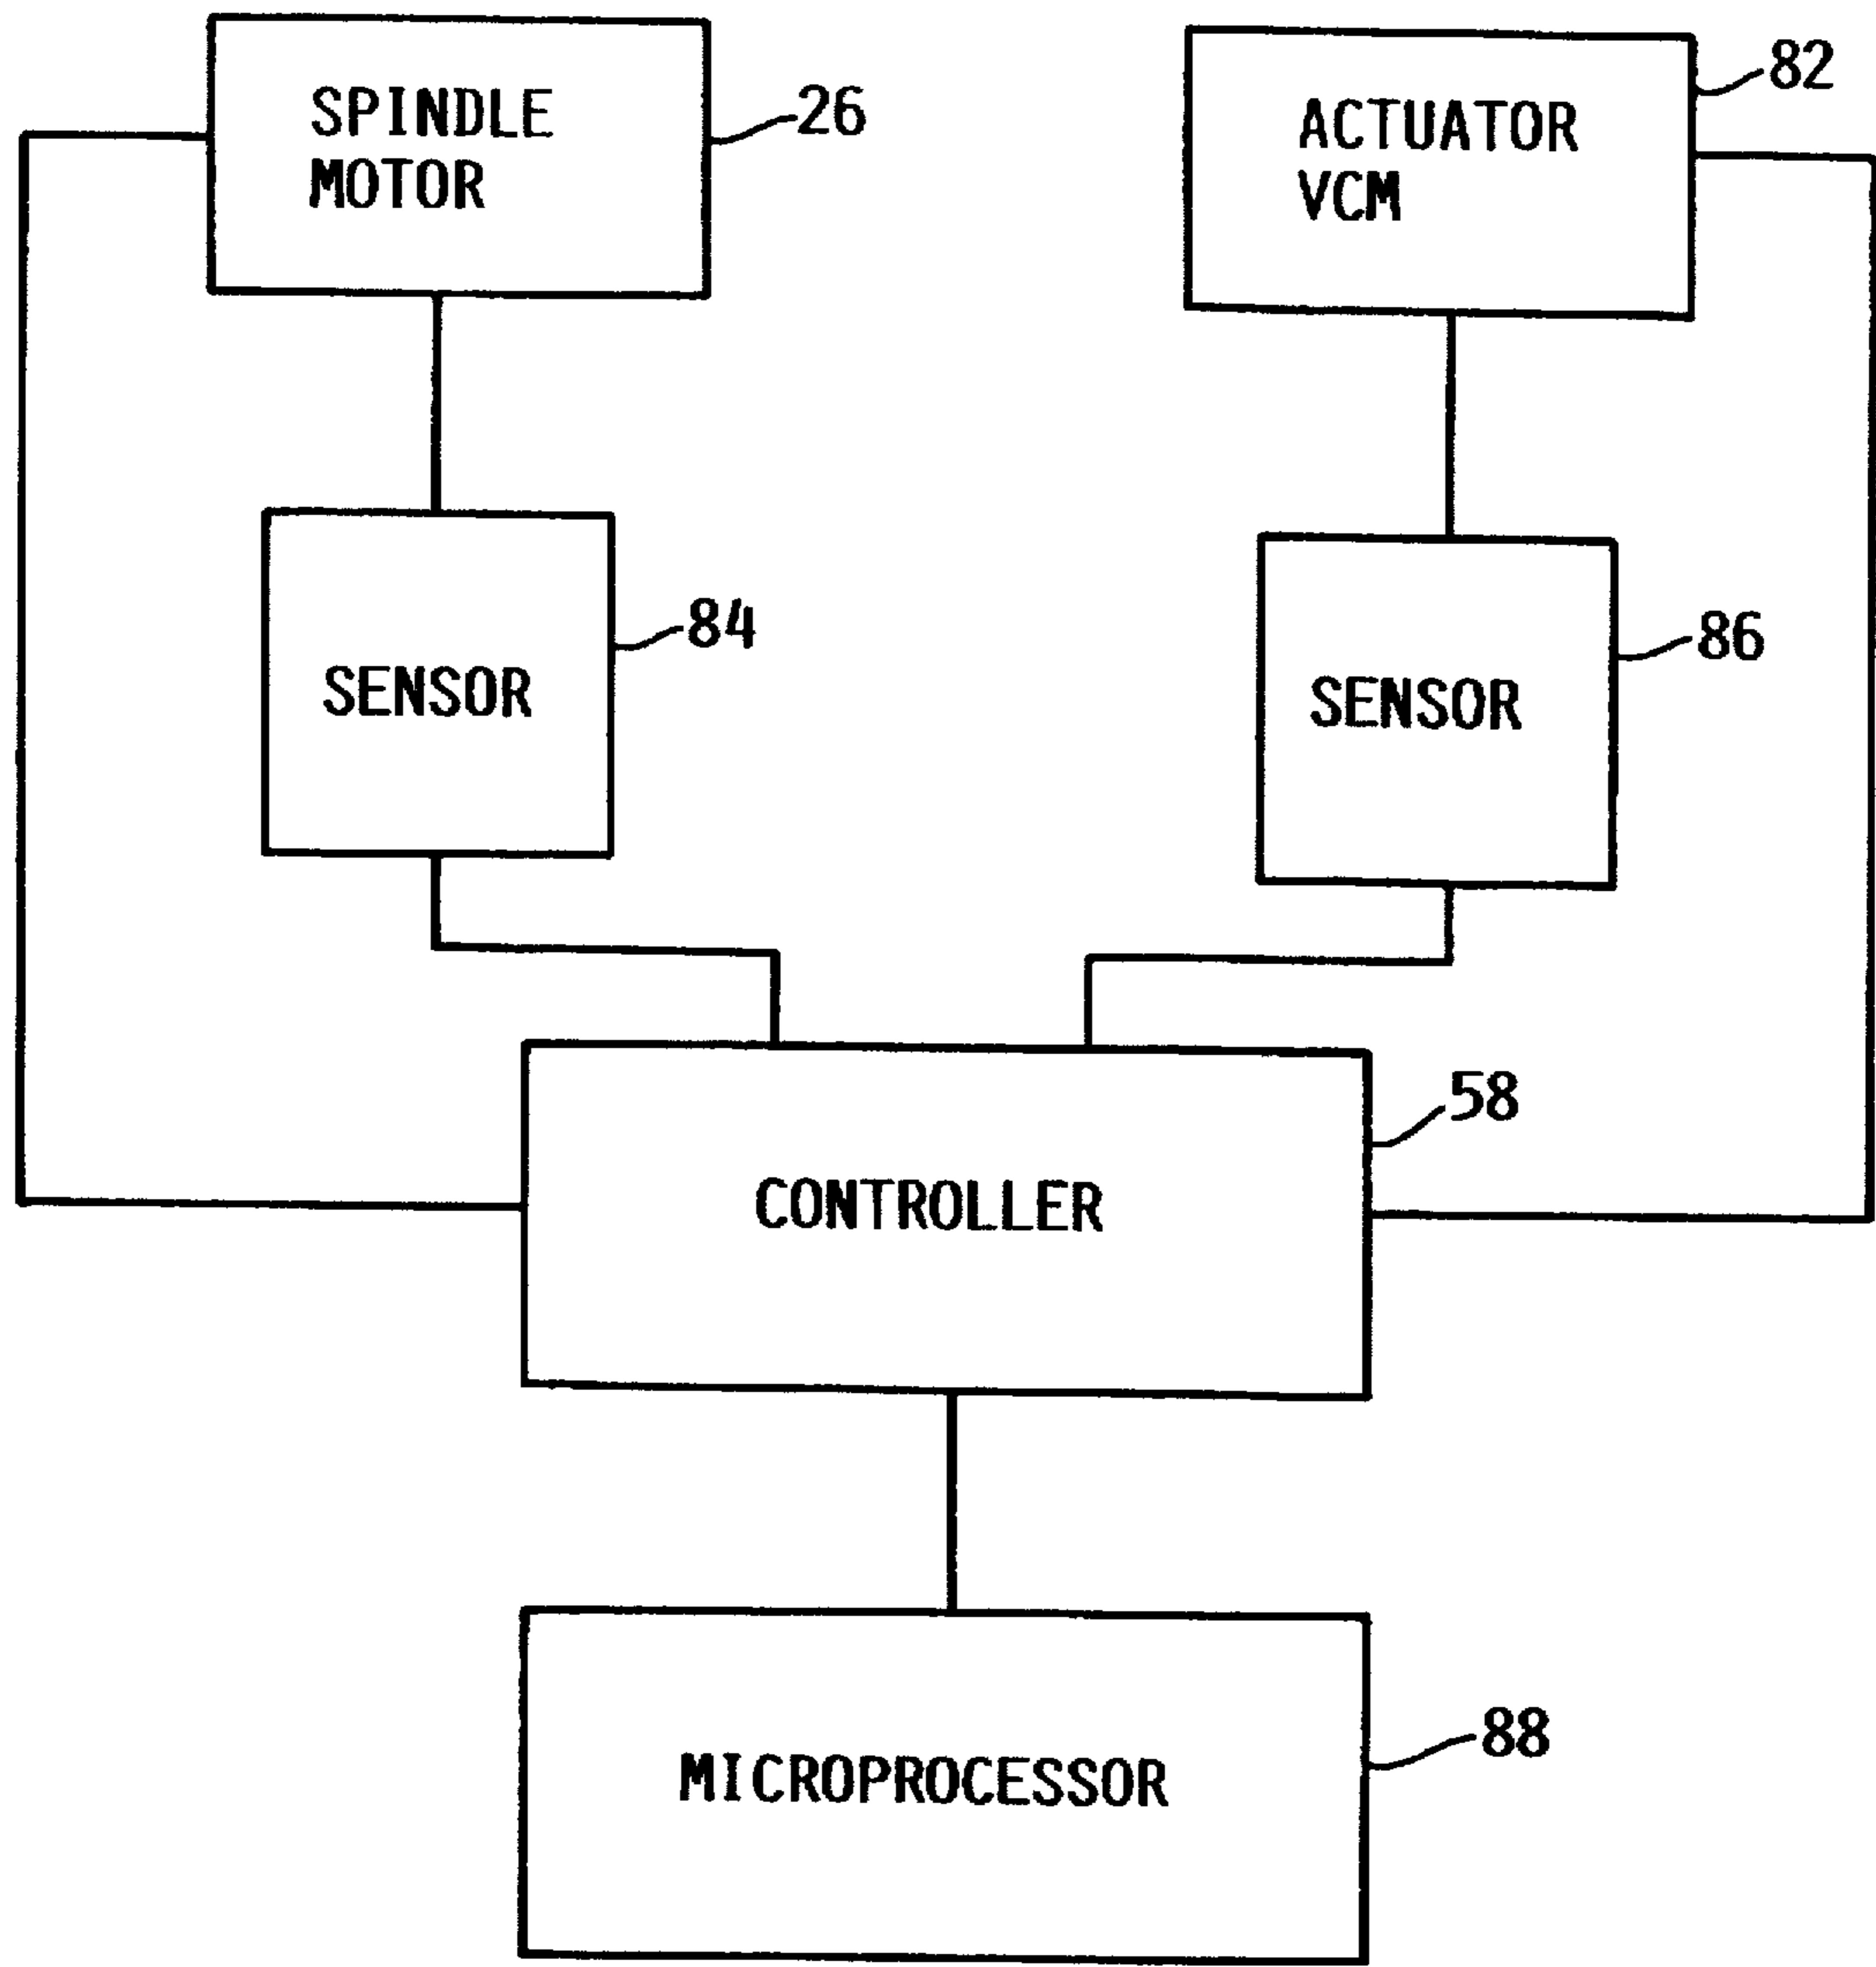 SPINDLE
MOTOR
26
ACTUATOR
VCM
82
SENSOR
84
SENSOR
86
CONTROLLER
58
MICROPROCESSOR
88